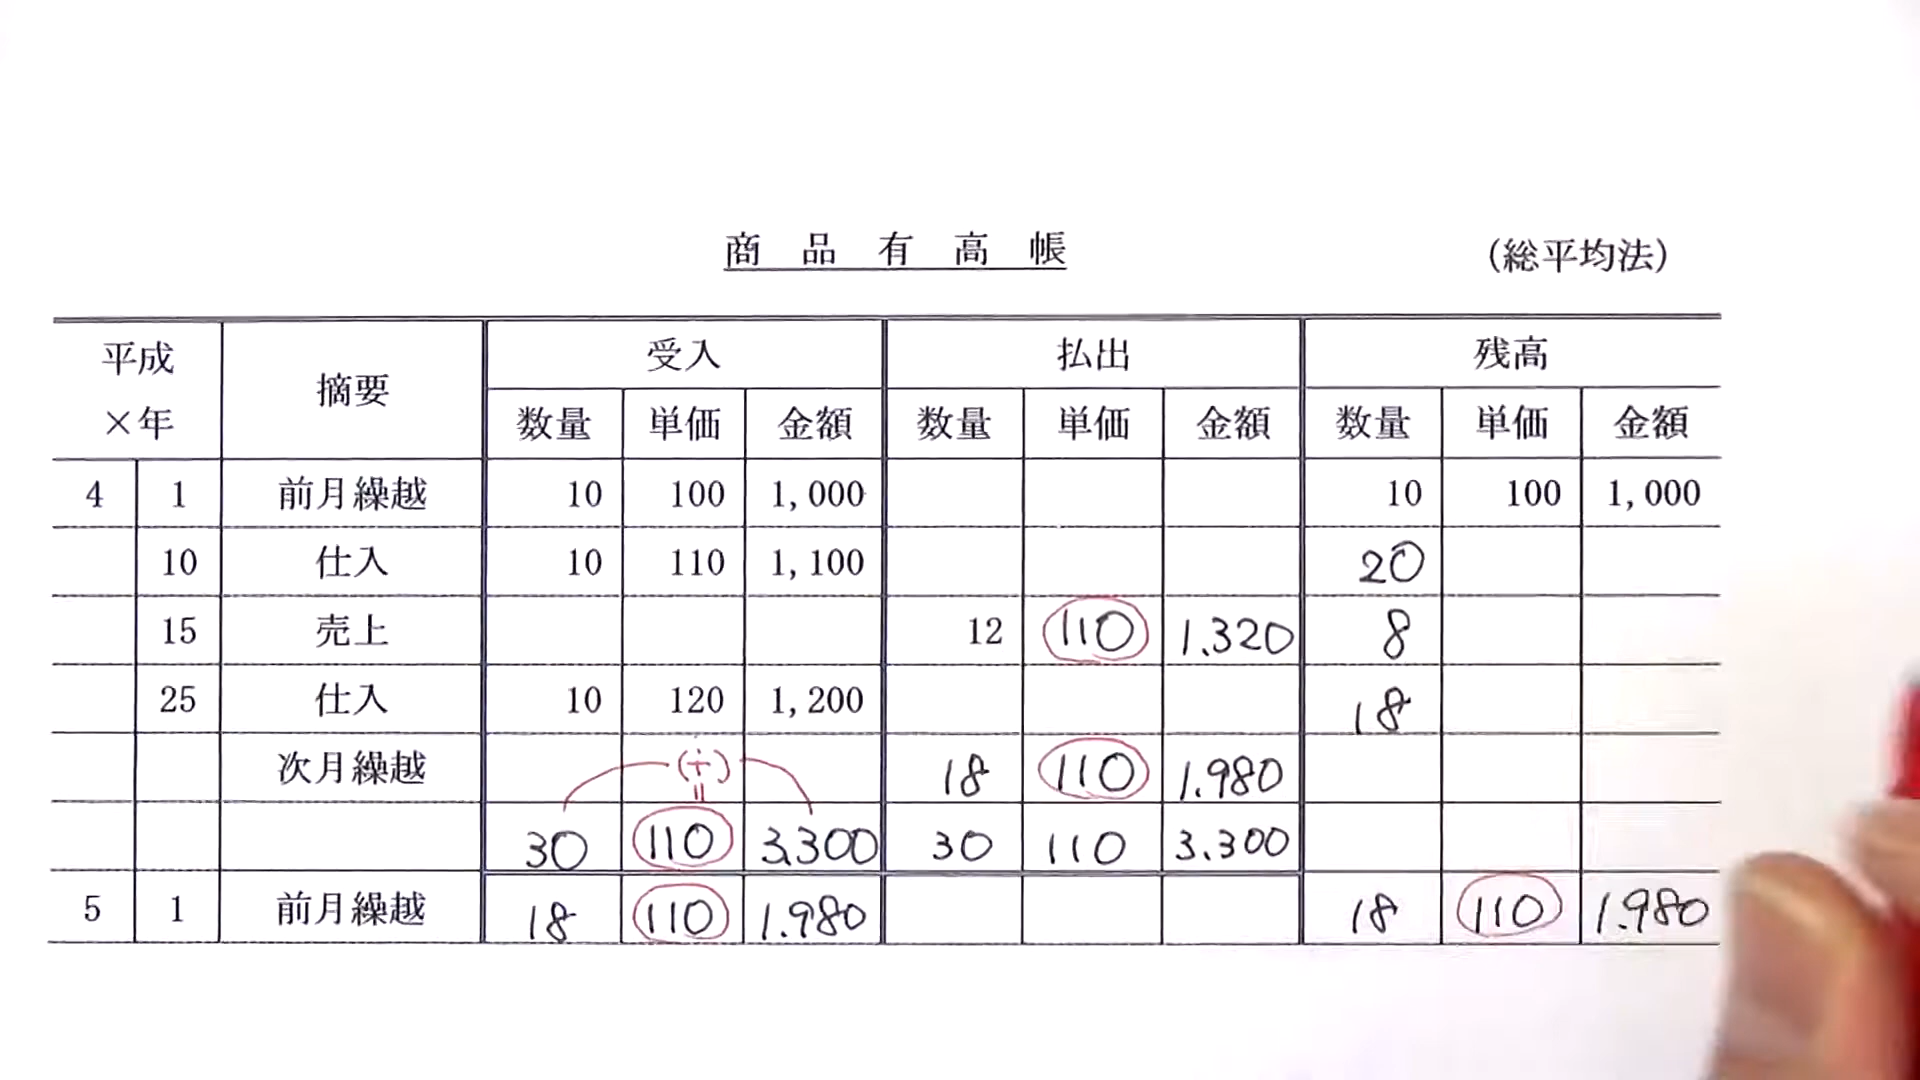 商品有高帳 (総平均法)
平成×年 摘要 受入 払出 残高
数量 単価 金額 数量 単価 金額 数量 単価 金額
4 1 前月繰越 10 100 1,000 10 100 1,000
10 仕入 10 110 1,100 20
15 売上 12 110 1.320 8
25 仕入 10 120 1,200 18
次月繰越 (÷) 18 110 1.980
= 30 110 3.300 30 110 3.300
5 1 前月繰越 18 110 1.980 18 110 1.980